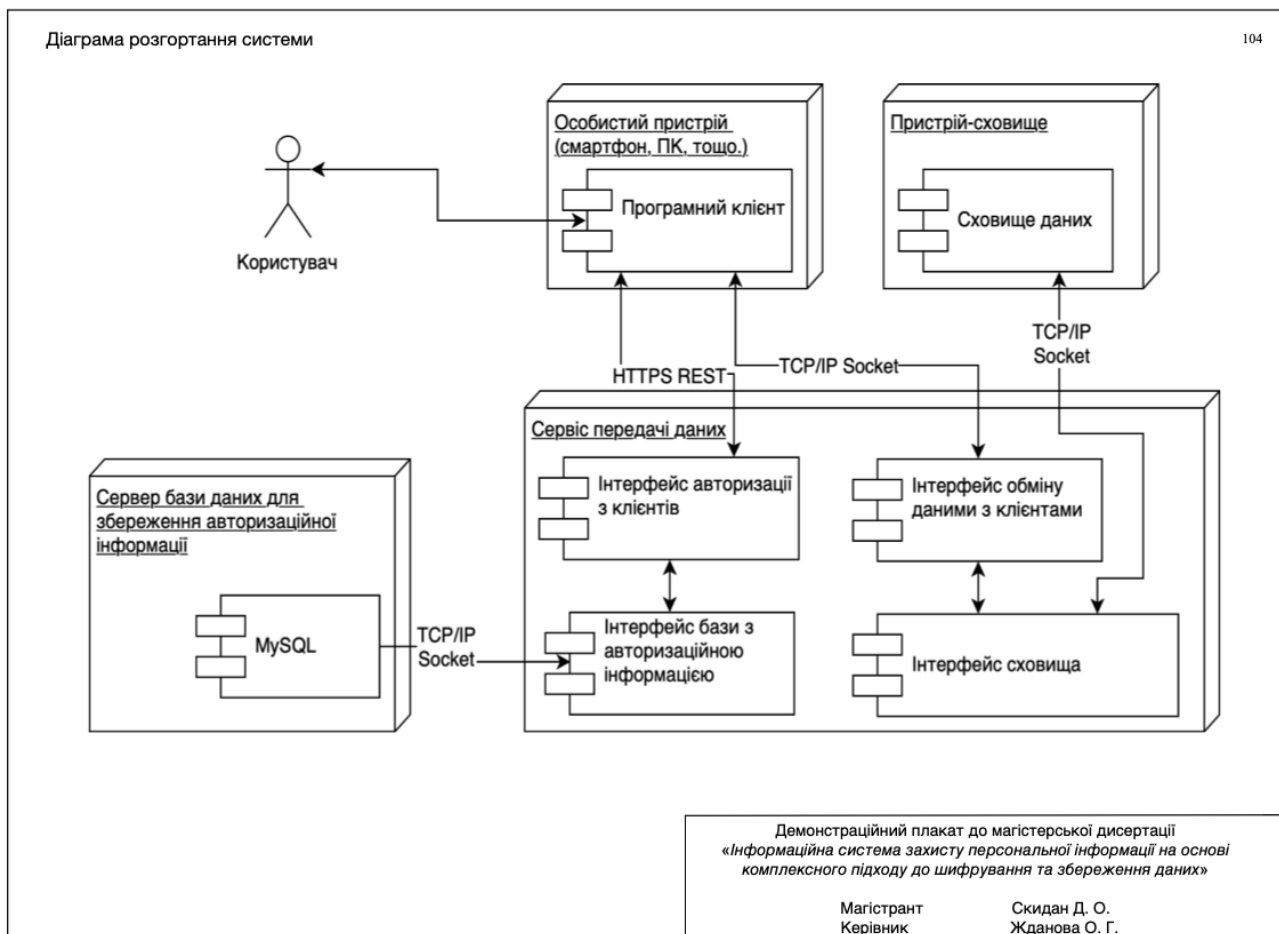 Діаграма розгортання системи
104
Особистий пристрій
(смартфон, ПК, тощо.)
Програмний клієнт
Пристрій-сховище
Сховище даних
Користувач
TCP/IP
Socket
TCP/IP Socket
HTTPS REST
Сервіс передачі даних
Інтерфейс авторизації
з клієнтів
Інтерфейс обміну
даними з клієнтами
Сервер бази даних для
збереження авторизаційної
інформації
MySQL
TCP/IP
Socket
Інтерфейс бази з
авторизаційною
інформацією
Інтерфейс сховища
Демонстраційний плакат до магістерської дисертації
«Інформаційна система захисту персональної інформації на основі
комплексного підходу до шифрування та збереження даних»
Магістрант Скидан Д. О.
Керівник Жданова О. Г.